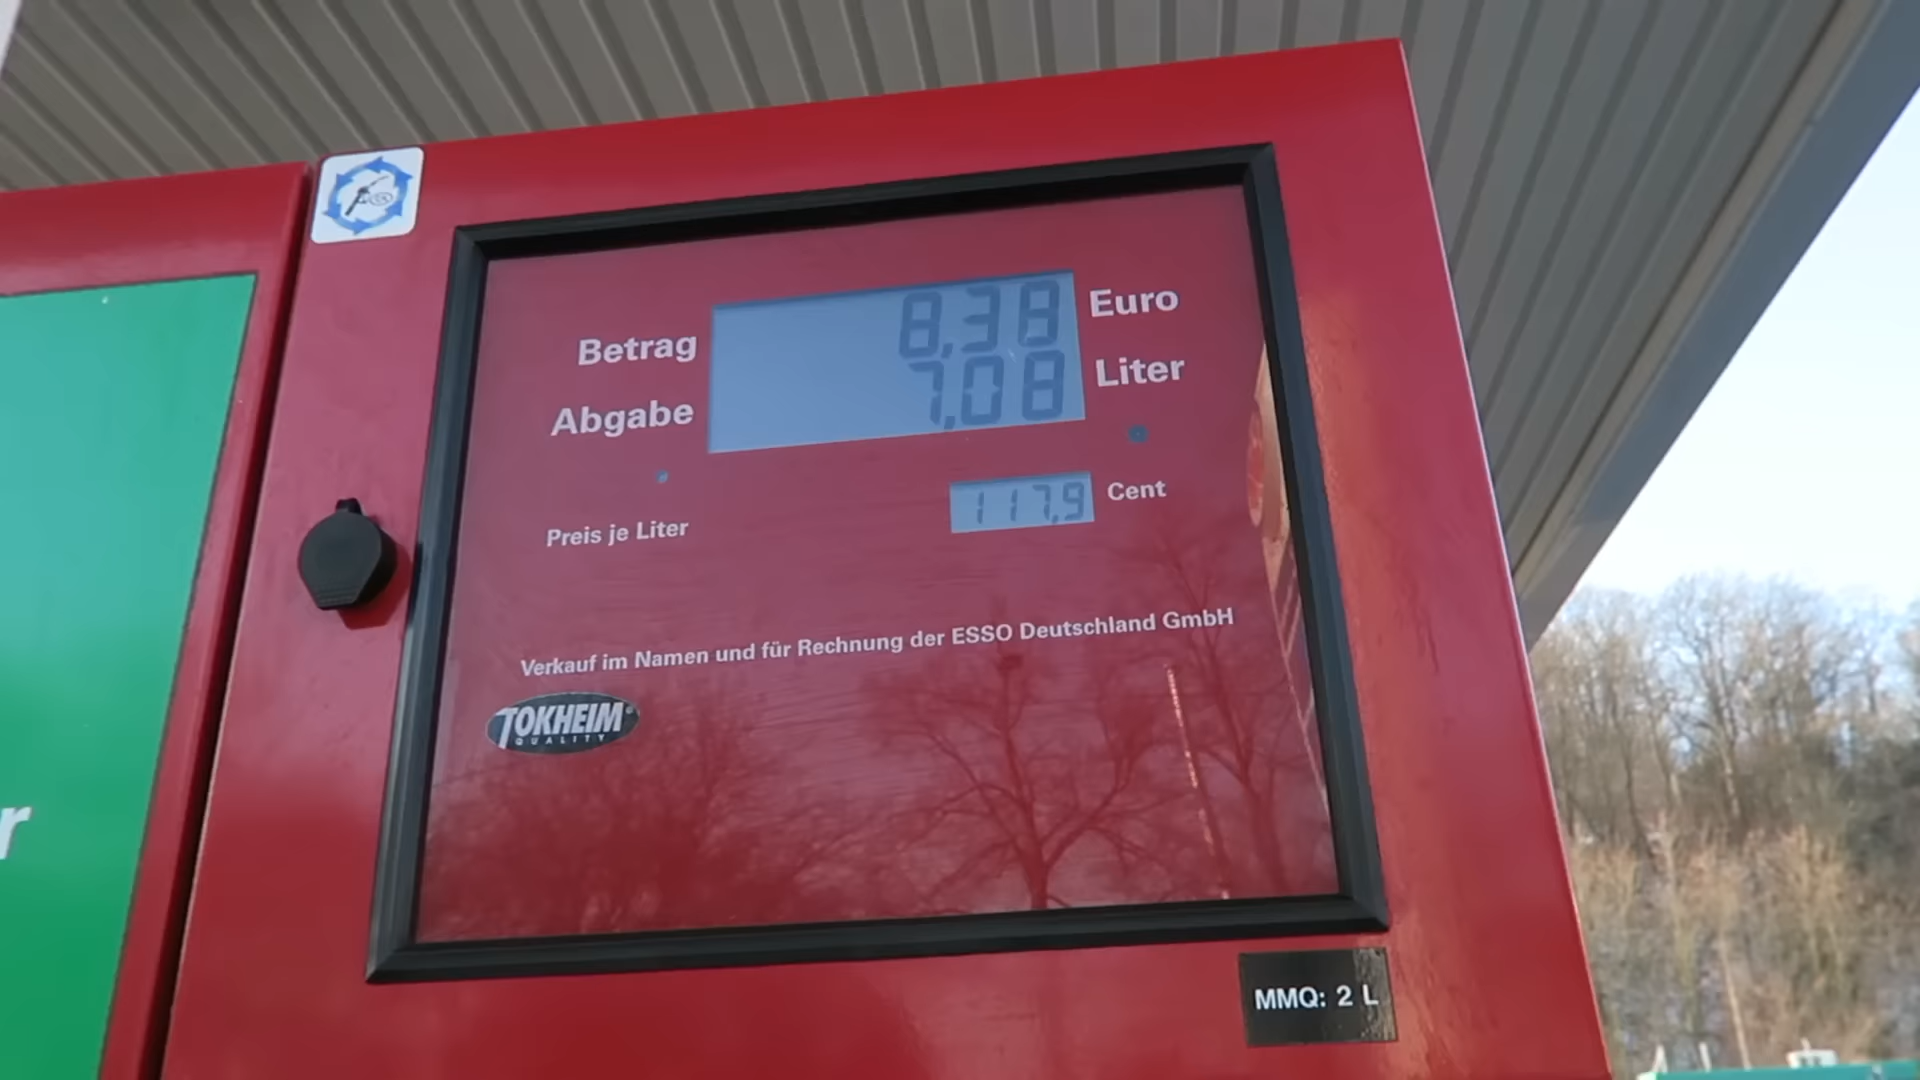 Betrag 8,38 Euro
Abgabe 7,08 Liter
Preis je Liter 117,9 Cent
Verkauf im Namen und für Rechnung der ESSO Deutschland GmbH
TOKHEIM
QUALITY
r
MMQ: 2 L